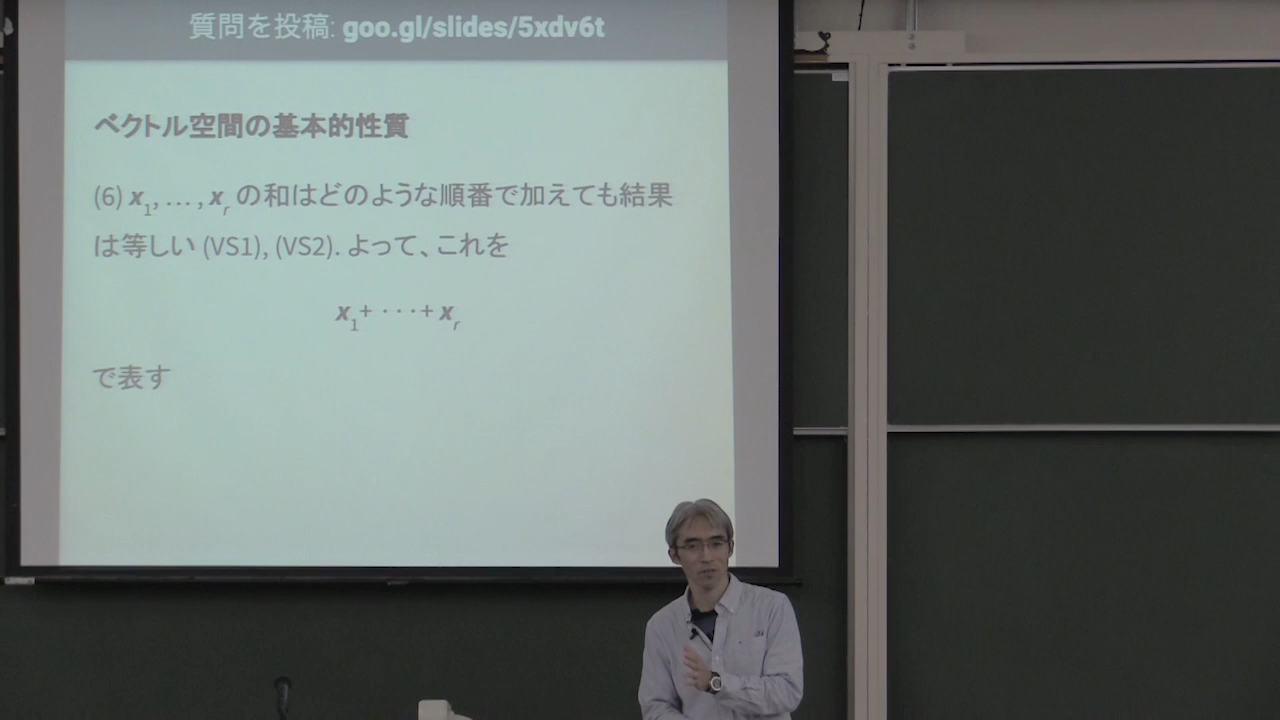 質問を投稿: goo.gl/slides/5xdv6t
ベクトル空間の基本的性質
(6) x₁, … , xᵣ の和はどのような順番で加えても結果
は等しい (VS1), (VS2). よって、これを
x₁+ ····+ xᵣ
で表す